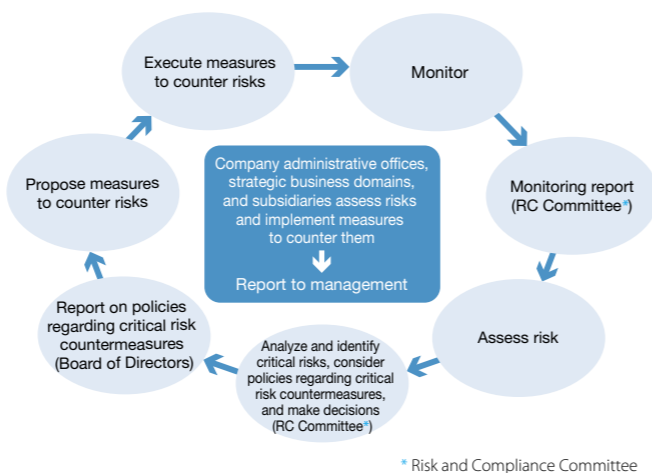 Execute measures
to counter risks
Monitor
Monitoring report
(RC Committee*)
Assess risk
Analyze and identify
critical risks, consider
policies regarding critical
risk countermeasures,
and make decisions
(RC Committee*)
Report on policies
regarding critical risk
countermeasures
(Board of Directors)
Propose measures
to counter risks
Company administrative offices,
strategic business domains,
and subsidiaries assess risks
and implement measures
to counter them
Report to management
* Risk and Compliance Committee